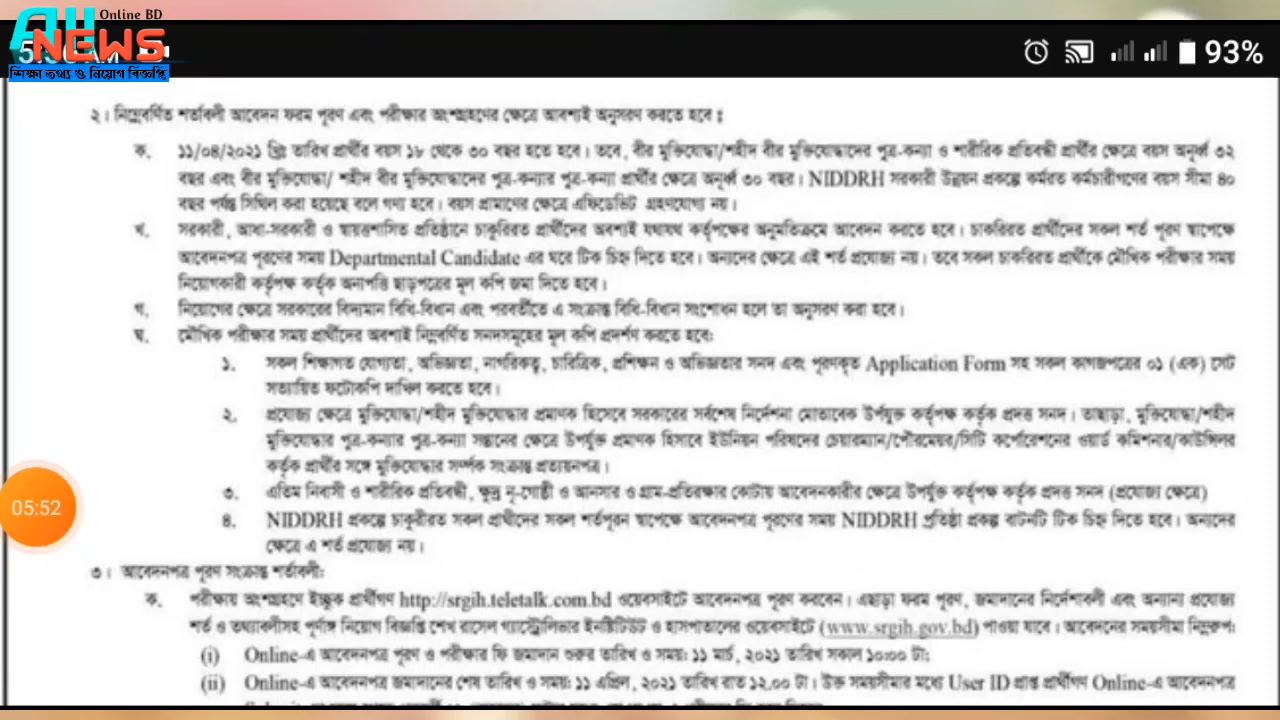 Online BD
AH
NEWS
শিক্ষা তথ্য ও নিয়োগ বিজ্ঞপ্তি
93%
২। নিম্নেবর্ণিত শর্তাবলী আবেদন ফরম পূরণ এবং পরীক্ষার অংশগ্রহণের ক্ষেত্রে আবশ্যই অনুসরণ করতে হবে ঃ
ক. ১১/০৪/২০২১ খ্রিঃ তারিখ প্রার্থীর বয়স ১৮ থেকে ৩০ বছর হতে হবে। তবে, বীর মুক্তিযোদ্ধা/শহীদ বীর মুক্তিযোদ্ধাদের পুত্র-কন্যা ও শারীরিক প্রতিবন্ধী প্রার্থীর ক্ষেত্রে বয়স অনূর্ধ্ব ৩২
বছর এবং বীর মুক্তিযোদ্ধা/ শহীদ বীর মুক্তিযোদ্ধাদের পুত্র-কন্যার পুত্র-কন্যা প্রার্থীর ক্ষেত্রে অনূর্ধ্ব ৩০ বছর। NIDDRH সরকারী উন্নয়ন প্রকল্পে কর্মরত কর্মচারীগণের বয়স সীমা ৪০
বছর পর্যন্ত সিথিল করা হয়েছে বলে গণ্য হবে। বয়স প্রমাণের ক্ষেত্রে এফিডেভিট গ্রহণযোগ্য নয়।
খ. সরকারী, আধা-সরকারী ও স্বায়ত্তশাসিত প্রতিষ্ঠানে চাকুরিরত প্রার্থীদের অবশ্যই যথাযথ কর্তৃপক্ষের অনুমতিক্রমে আবেদন করতে হবে। চাকরিরত প্রার্থীদের সকল শর্ত পূরণ স্বাপেক্ষে
আবেদনপত্র পূরণের সময় Departmental Candidate এর ঘরে টিক চিহ্ন দিতে হবে। অন্যদের ক্ষেত্রে এই শর্ত প্রযোজ্য নয়। তবে সকল চাকরিরত প্রার্থীকে মৌখিক পরীক্ষার সময়
নিয়োগকারী কর্তৃপক্ষ কর্তৃক অনাপত্তি ছাড়পত্রের মূল কপি জমা দিতে হবে।
গ. নিয়োগের ক্ষেত্রে সরকারের বিদ্যমান বিধি-বিধান এবং পরবর্তীতে এ সংক্রান্ত বিধি-বিধান সংশোধন হলে তা অনুসরণ করা হবে।
ঘ. মৌখিক পরীক্ষার সময় প্রার্থীদের অবশ্যই নিম্নবর্ণিত সনদসমূহের মূল কপি প্রদর্শন করতে হবে:
১. সকল শিক্ষাগত যোগ্যতা, অভিজ্ঞতা, নাগরিকত্ব, চারিত্রিক, প্রশিক্ষন ও অভিজ্ঞতার সনদ এবং পূরণকৃত Application Form সহ সকল কাগজপত্রের ০১ (এক) সেট
সত্যায়িত ফটোকপি দাখিল করতে হবে।
২. প্রযোজ্য ক্ষেত্রে মুক্তিযোদ্ধা/শহীদ মুক্তিযোদ্ধার প্রমাণক হিসেবে সরকারের সর্বশেষ নির্দেশনা মোতাবেক উর্পযুক্ত কর্তৃপক্ষ কর্তৃক প্রদত্ত সনদ। তাছাড়া, মুক্তিযোদ্ধা/শহীদ
মুক্তিযোদ্ধার পুত্র-কন্যার পুত্র-কন্যা সন্তানের ক্ষেত্রে উপর্যুক্ত প্রমাণক হিসাবে ইউনিয়ন পরিষদের চেয়ারম্যান/পৌরমেয়র/সিটি কর্পোরেশনের ওয়ার্ড কমিশনার/কাউন্সিলর
কর্তৃক প্রার্থীর সঙ্গে মুক্তিযোদ্ধার সর্ম্পক সংক্রান্ত প্রত্যয়নপত্র।
৩. এতিম নিবাসী ও শারীরিক প্রতিবন্ধী, ক্ষুদ্র নৃ-গোষ্ঠী ও আনসার ও গ্রাম-প্রতিরক্ষার কোটায় আবেদনকারীর ক্ষেত্রে উপর্যুক্ত কর্তৃপক্ষ কর্তৃক প্রদত্ত সনদ (প্রযোজ্য ক্ষেত্রে)
05:52
৪. NIDDRH প্রকল্পে চাকুরীরত সকল প্রার্থীদের সকল শর্তপূরন স্বাপেক্ষে আবেদনপত্র পূরণের সময় NIDDRH প্রতিষ্ঠা প্রকল্প বাটনটি টিক চিহ্ন দিতে হবে। অন্যদের
ক্ষেত্রে এ শর্ত প্রযোজ্য নয়।
৩। আবেদনপত্র পূরণ সংক্রান্ত শর্তাবলী:
ক. পরীক্ষায় অংশগ্রহণে ইচ্ছুক প্রার্থীগণ http://srgih.teletalk.com.bd ওয়েবসাইটে আবেদনপত্র পূরণ করবেন। এছাড়া ফরম পূরণ, জমাদানের নির্দেশাবলী এবং অন্যান্য প্রযোজ্য
শর্ত ও তথ্যাবলীসহ পূর্ণাঙ্গ নিয়োগ বিজ্ঞপ্তি শেখ রাসেল গ্যাস্ট্রোলিভার ইনষ্টিটিউট ও হাসপাতালের ওয়েবসাইটে (www.srgih.gov.bd) পাওয়া যাবে। আবেদনের সময়সীমা নিম্নরুপ:
(i) Online-এ আবেদনপত্র পূরণ ও পরীক্ষার ফি জমাদান শুরুর তারিখ ও সময়: ১১ মার্চ, ২০২১ তারিখ সকাল ১০:০০ টা;
(ii) Online-এ আবেদনপত্র জমাদানের শেষ তারিখ ও সময়: ১১ এপ্রিল, ২০২১ তারিখ রাত ১২.০০ টা। উক্ত সময়সীমার মধ্যে User ID প্রাপ্ত প্রার্থীগণ Online-এ আবেদনপত্র